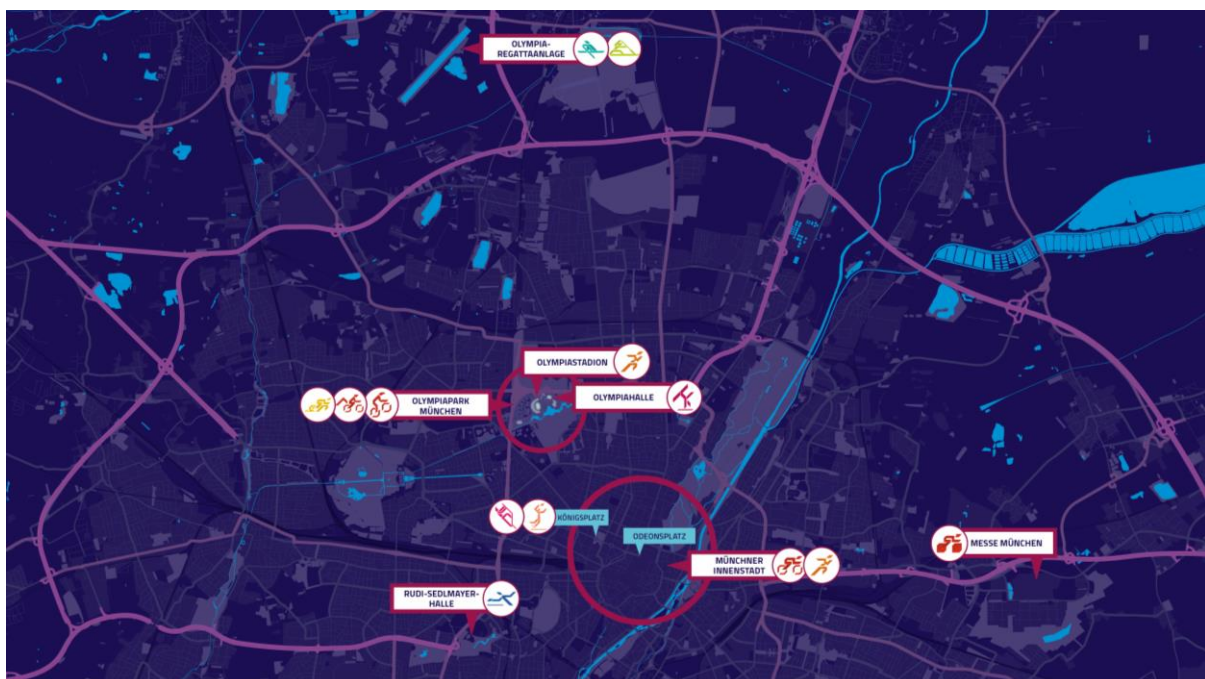 OLYMPIA-
REGATTAANLAGE
OLYMPIASTADION
OLYMPIAHALLE
OLYMPIAPARK
MÜNCHEN
KÖNIGSPLATZ
ODEONSPLATZ
MÜNCHNER
INNENSTADT
MESSE MÜNCHEN
RUDI-SEDLMAYER-
HALLE